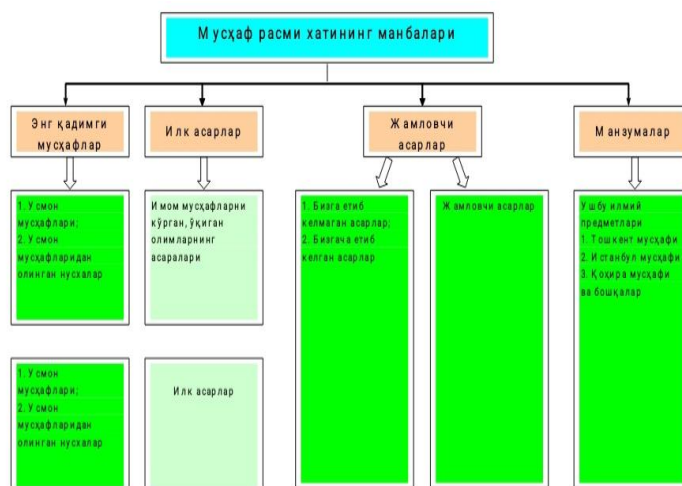 Мусҳаф расми хатининг манбалари
Энг қадимги
мусҳафлар
Илк асарлар
Жамловчи
асарлар
Манзумалар
1. Усмон
мусҳафлари;
2. Усмон
мусҳафларидан
олинган нусхалар
Имом мусҳафларни
кўрган, ўқиган
олимларнинг
асаралари
1. Бизга етиб
келмаган асарлар;
2. Бизгача етиб
келган асарлар
Жамловчи асарлар
Ушбу илмий
предметлари
1. Тошкент мусҳафи
2. Истанбул мусҳафи
3. Қоҳира мусҳафи
ва бошқалар
1. Усмон
мусҳафлари;
2. Усмон
мусҳафларидан
олинган нусхалар
Илк асарлар